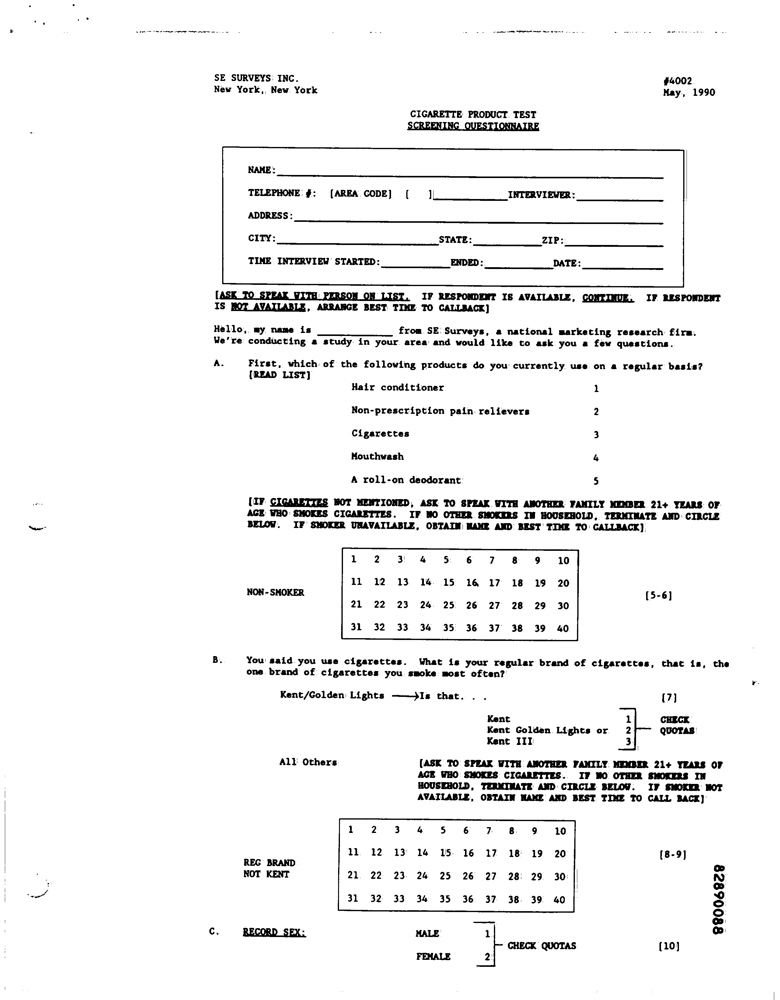 SE SURVEYS INC.
New York, New York
#4002
May, 1990
CIGARETTE PRODUCT TEST
SCREENING QUESTIONNAIRE
NAME:
TELEPHONE #: [AREA CODE] [ ] INTERVIEWER:
ADDRESS:
CITY: STATE: ZIP:
TIME INTERVIEW STARTED: ENDED: DATE:
[ASK TO SPEAK WITH PERSON ON LIST. IF RESPONDENT IS AVAILABLE, CONTINUE. IF RESPONDENT
IS NOT AVAILABLE, ARRANGE BEST TIME TO CALLBACK]
Hello, my name is ____________ from SE Surveys, a national marketing research firm.
We're conducting a study in your area and would like to ask you a few questions.
A. First, which of the following products do you currently use on a regular basis?
[READ LIST]
Hair conditioner 1
Non-prescription pain relievers 2
Cigarettes 3
Mouthwash 4
A roll-on deodorant 5
[IF CIGARETTES NOT MENTIONED, ASK TO SPEAK WITH ANOTHER FAMILY MEMBER 21+ YEARS OF
AGE WHO SMOKES CIGARETTES. IF NO OTHER SMOKERS IN HOUSEHOLD, TERMINATE AND CIRCLE
BELOW. IF SMOKER UNAVAILABLE, OBTAIN NAME AND BEST TIME TO CALLBACK]
1 2 3 4 5 6 7 8 9 10
11 12 13 14 15 16 17 18 19 20
NON-SMOKER
[5-6]
21 22 23 24 25 26 27 28 29 30
31 32 33 34 35 36 37 38 39 40
B. You said you use cigarettes. What is your regular brand of cigarettes, that is, the
one brand of cigarettes you smoke most often?
Kent/Golden Lights ⟶ Is that. . . [7]
Kent 1 CHECK
Kent Golden Lights or 2 QUOTAS
Kent III 3
All Others [ASK TO SPEAK WITH ANOTHER FAMILY MEMBER 21+ YEARS OF
AGE WHO SMOKES CIGARETTES. IF NO OTHER SMOKERS IN
HOUSEHOLD, TERMINATE AND CIRCLE BELOW. IF SMOKER NOT
AVAILABLE, OBTAIN NAME AND BEST TIME TO CALL BACK]
1 2 3 4 5 6 7 8 9 10
11 12 13 14 15 16 17 18 19 20 [8-9]
REG BRAND
NOT KENT 21 22 23 24 25 26 27 28 29 30
31 32 33 34 35 36 37 38 39 40
82890088
C. RECORD SEX: MALE 1
CHECK QUOTAS [10]
FEMALE 2